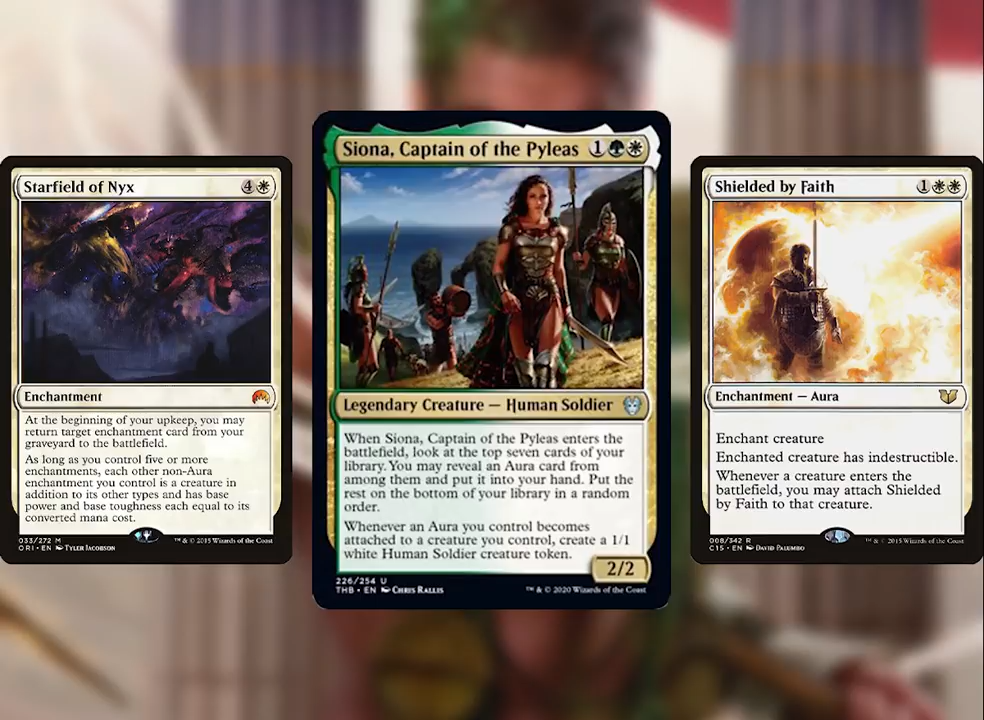 Starfield of Nyx 4
Enchantment
At the beginning of your upkeep, you may
return target enchantment card from your
graveyard to the battlefield.
As long as you control five or more
enchantments, each other non-Aura
enchantment you control is a creature in
addition to its other types and has base
power and base toughness each equal to its
converted mana cost.
033/272 M
ORI • EN TYLER JACOBSON
™ & © 2015 Wizards of the Coast
Siona, Captain of the Pyleas 1
Legendary Creature — Human Soldier
When Siona, Captain of the Pyleas enters the
battlefield, look at the top seven cards of your
library. You may reveal an Aura card from
among them and put it into your hand. Put the
rest on the bottom of your library in a random
order.
Whenever an Aura you control becomes
attached to a creature you control, create a 1/1
white Human Soldier creature token.
2/2
226/254 U
THB • EN CHRIS RALLIS
™ & © 2020 Wizards of the Coast
Shielded by Faith 1
Enchantment — Aura
Enchant creature
Enchanted creature has indestructible.
Whenever a creature enters the
battlefield, you may attach Shielded
by Faith to that creature.
008/342 R
C15 • EN DAVID PALUMBO
™ & © 2015 Wizards of the Coast